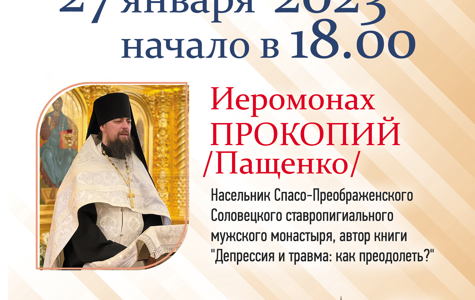 27 января 2023
начало в 18.00
Иеромонах
ПРОКОПИЙ
/Пащенко/
Насельник Спасо-Преображенского
Соловецкого ставропигиального
мужского монастыря, автор книги
"Депрессия и травма: как преодолеть?"